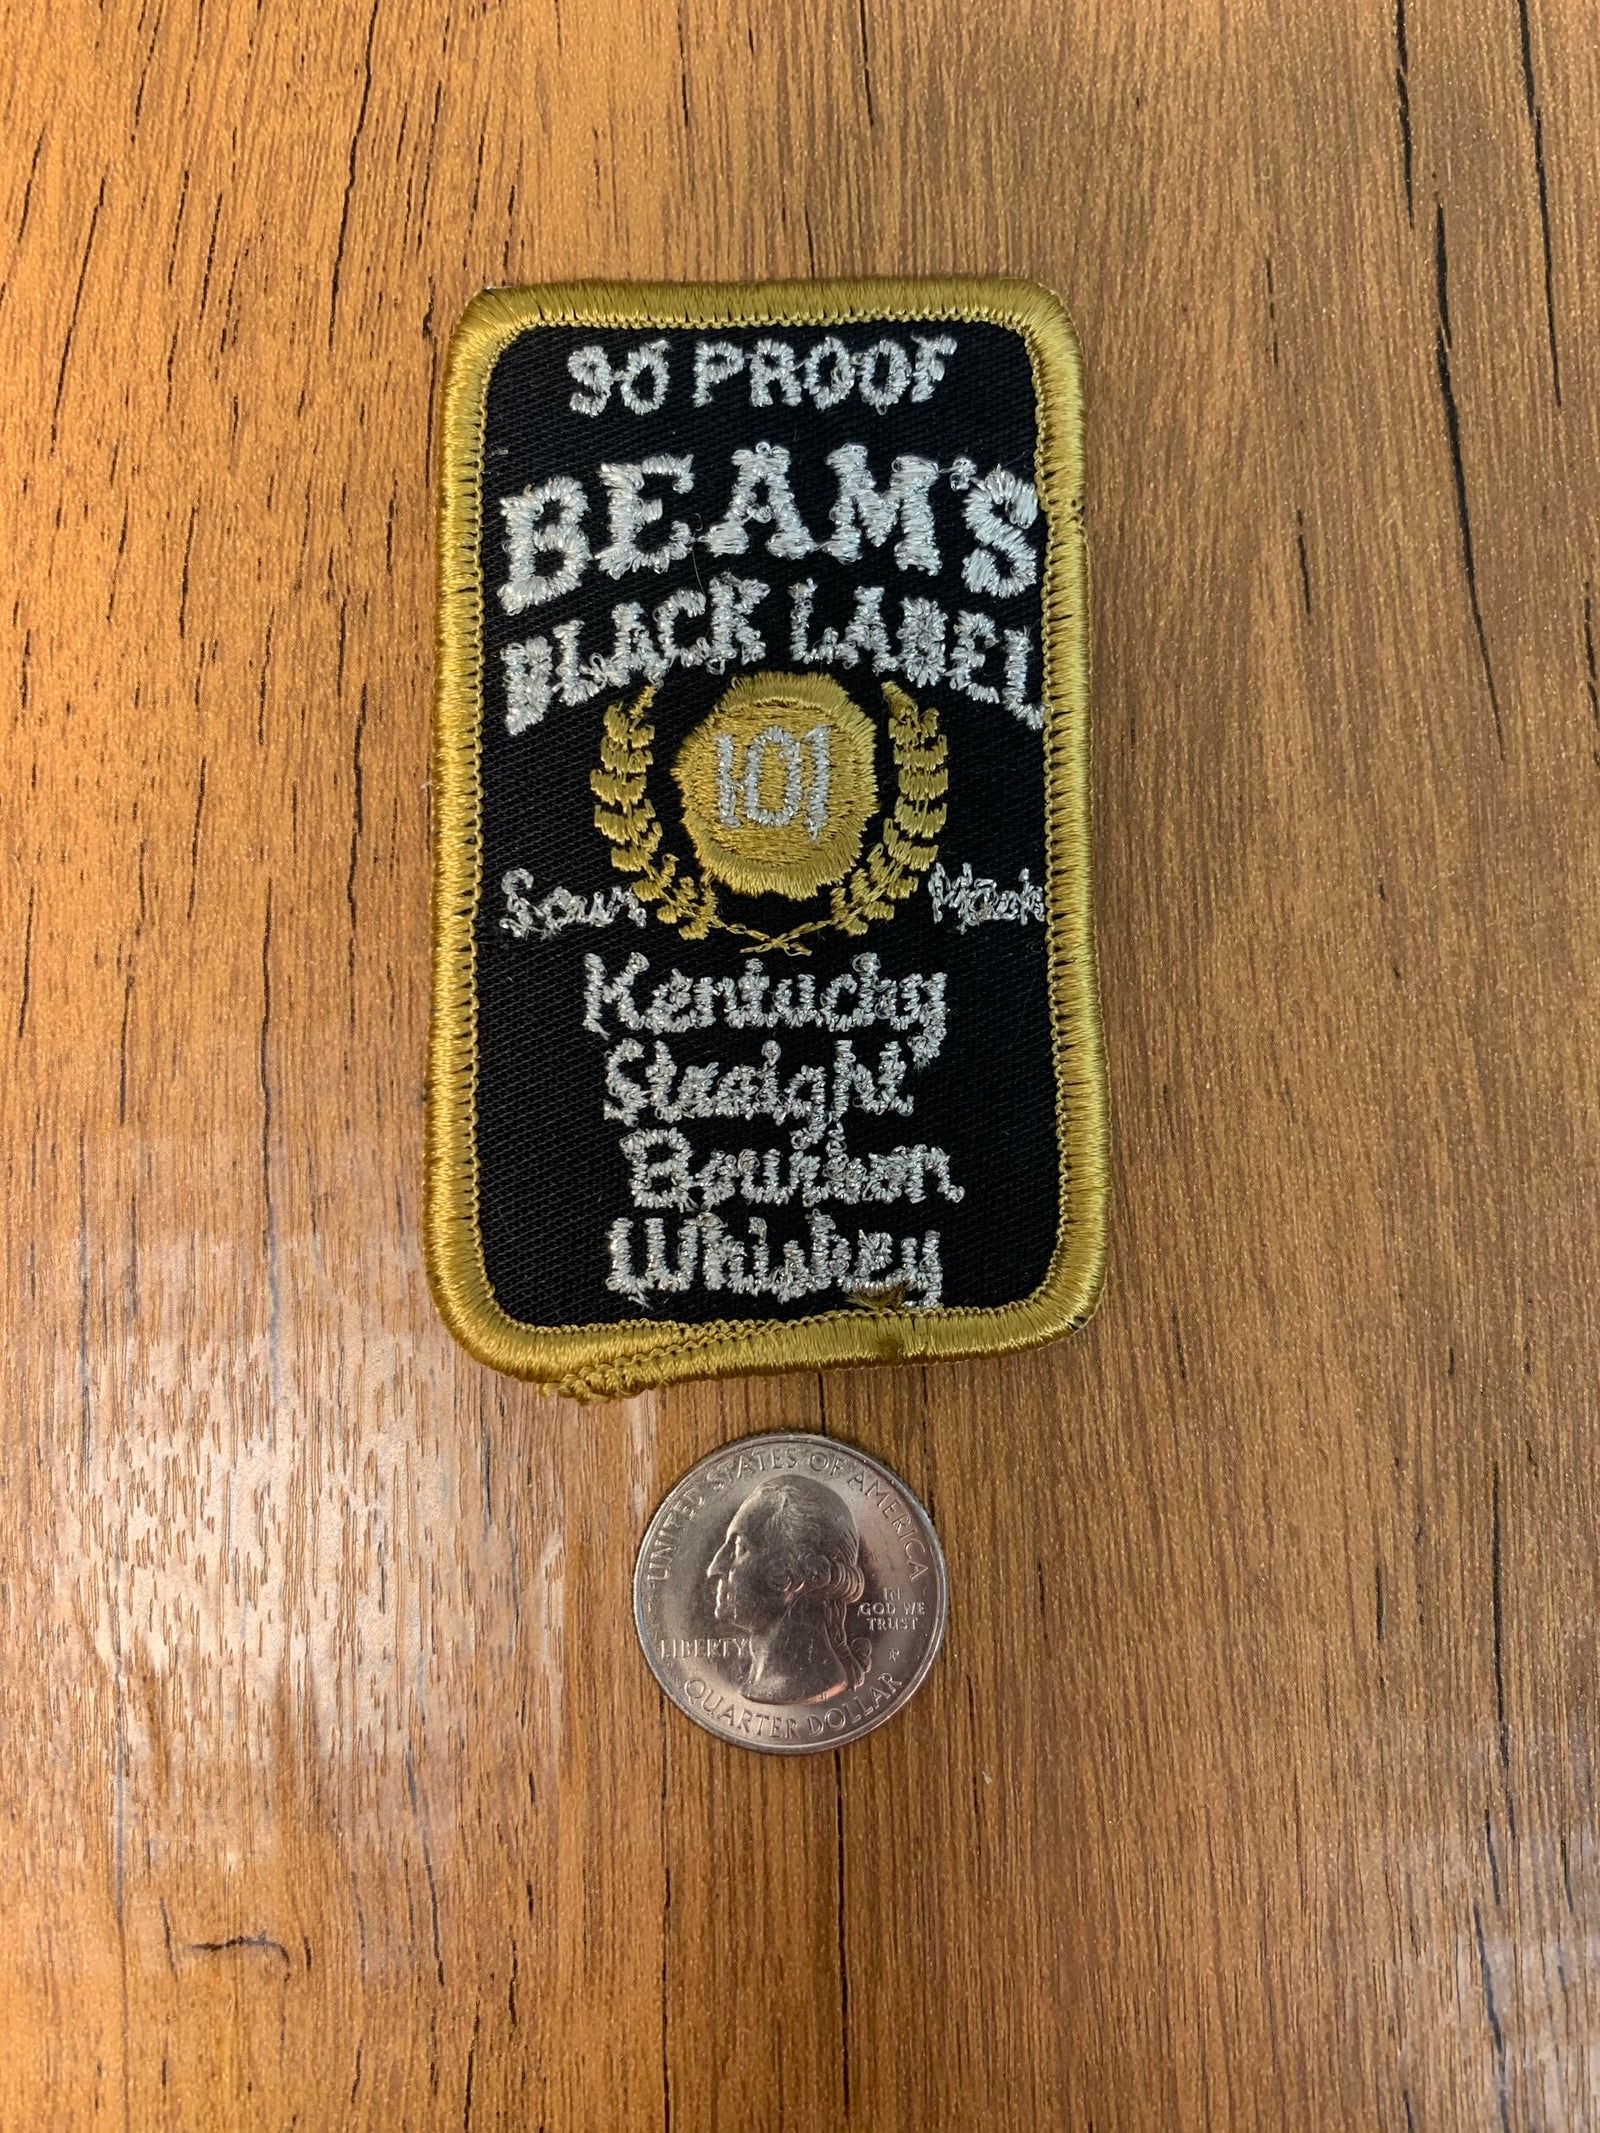 90 PROOF
BEAM'S
BLACK LABEL
101
Sour Mash
Kentucky
Straight
Bourbon
Whiskey
UNITED STATES OF AMERICA
IN
GOD WE
TRUST
LIBERTY
P
QUARTER DOLLAR